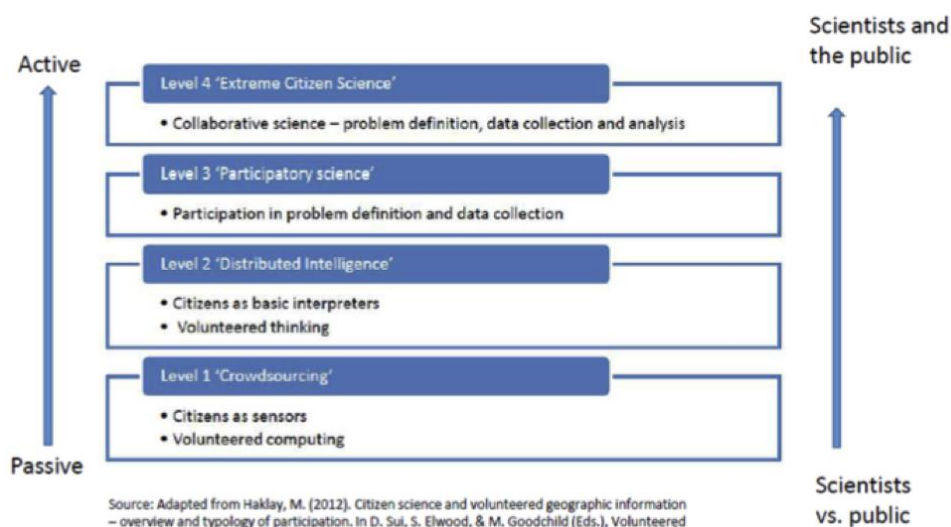 Scientists and
the public
Active
Level 4 ‘Extreme Citizen Science’
• Collaborative science – problem definition, data collection and analysis
Level 3 ‘Participatory science’
• Participation in problem definition and data collection
Level 2 ‘Distributed Intelligence’
• Citizens as basic interpreters
• Volunteered thinking
Level 1 ‘Crowdsourcing’
• Citizens as sensors
• Volunteered computing
Passive
Scientists
vs. public
Source: Adapted from Haklay, M. (2012). Citizen science and volunteered geographic information
– overview and typology of participation. In D. Sui, S. Elwood, & M. Goodchild (Eds.), Volunteered